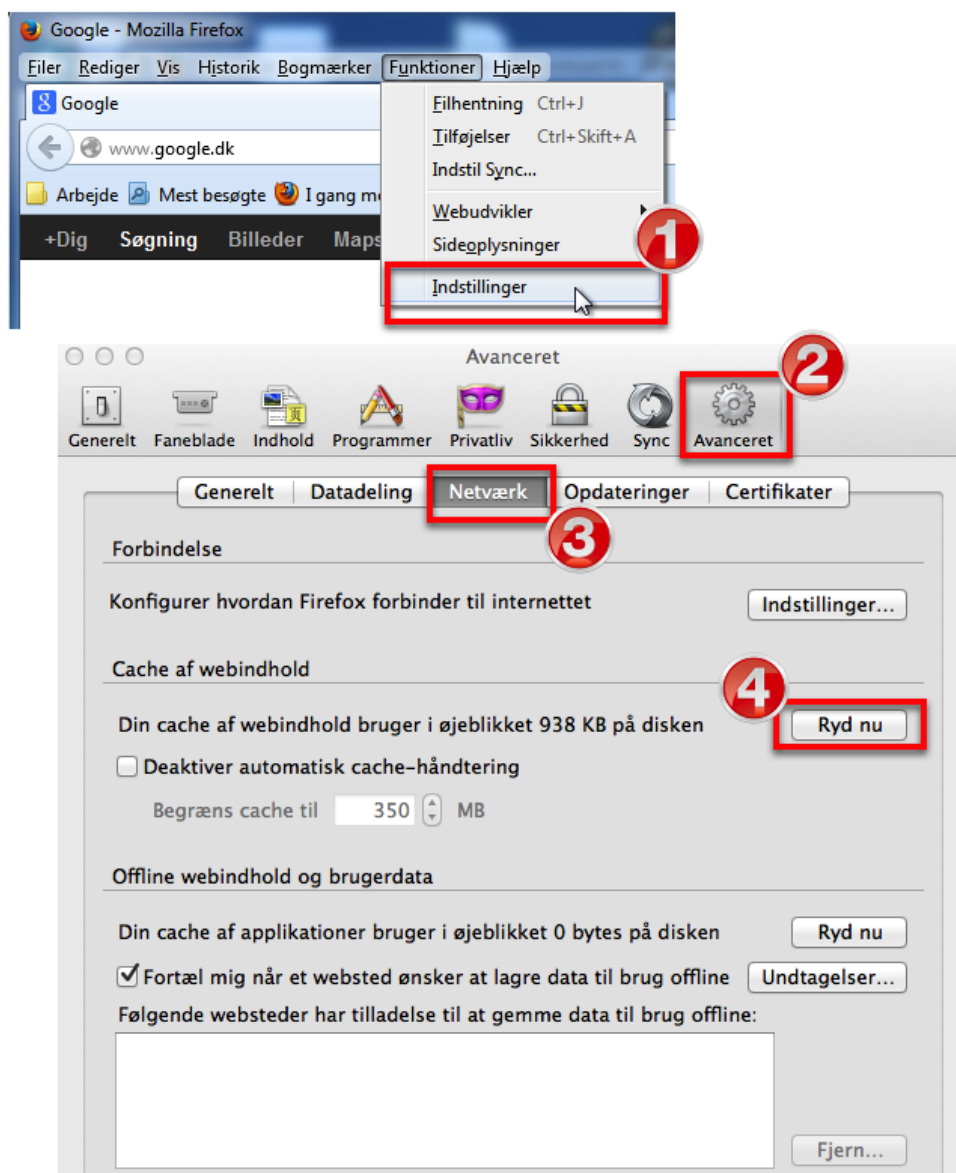 Google - Mozilla Firefox
Filer Rediger Vis Historik Bogmærker Funktioner Hjælp
Google
Filhentning Ctrl+J
Tilføjelser Ctrl+Skift+A
www.google.dk
Indstil Sync...
Arbejde Mest besøgte I gang
Webudvikler
+Dig Søgning Billeder Maps
Sideoplysninger
1
Indstillinger
Avanceret
2
Generelt Faneblade Indhold Programmer Privatliv Sikkerhed Sync Avanceret
Generelt Datadeling Netværk Opdateringer Certifikater
3
Forbindelse
Konfigurer hvordan Firefox forbinder til internettet Indstillinger...
Cache af webindhold
4
Din cache af webindhold bruger i øjeblikket 938 KB på disken Ryd nu
Deaktiver automatisk cache-håndtering
Begræns cache til 350 MB
Offline webindhold og brugerdata
Din cache af applikationer bruger i øjeblikket 0 bytes på disken Ryd nu
Fortæl mig når et websted ønsker at lagre data til brug offline Undtagelser...
Følgende websteder har tilladelse til at gemme data til brug offline:
Fjern...